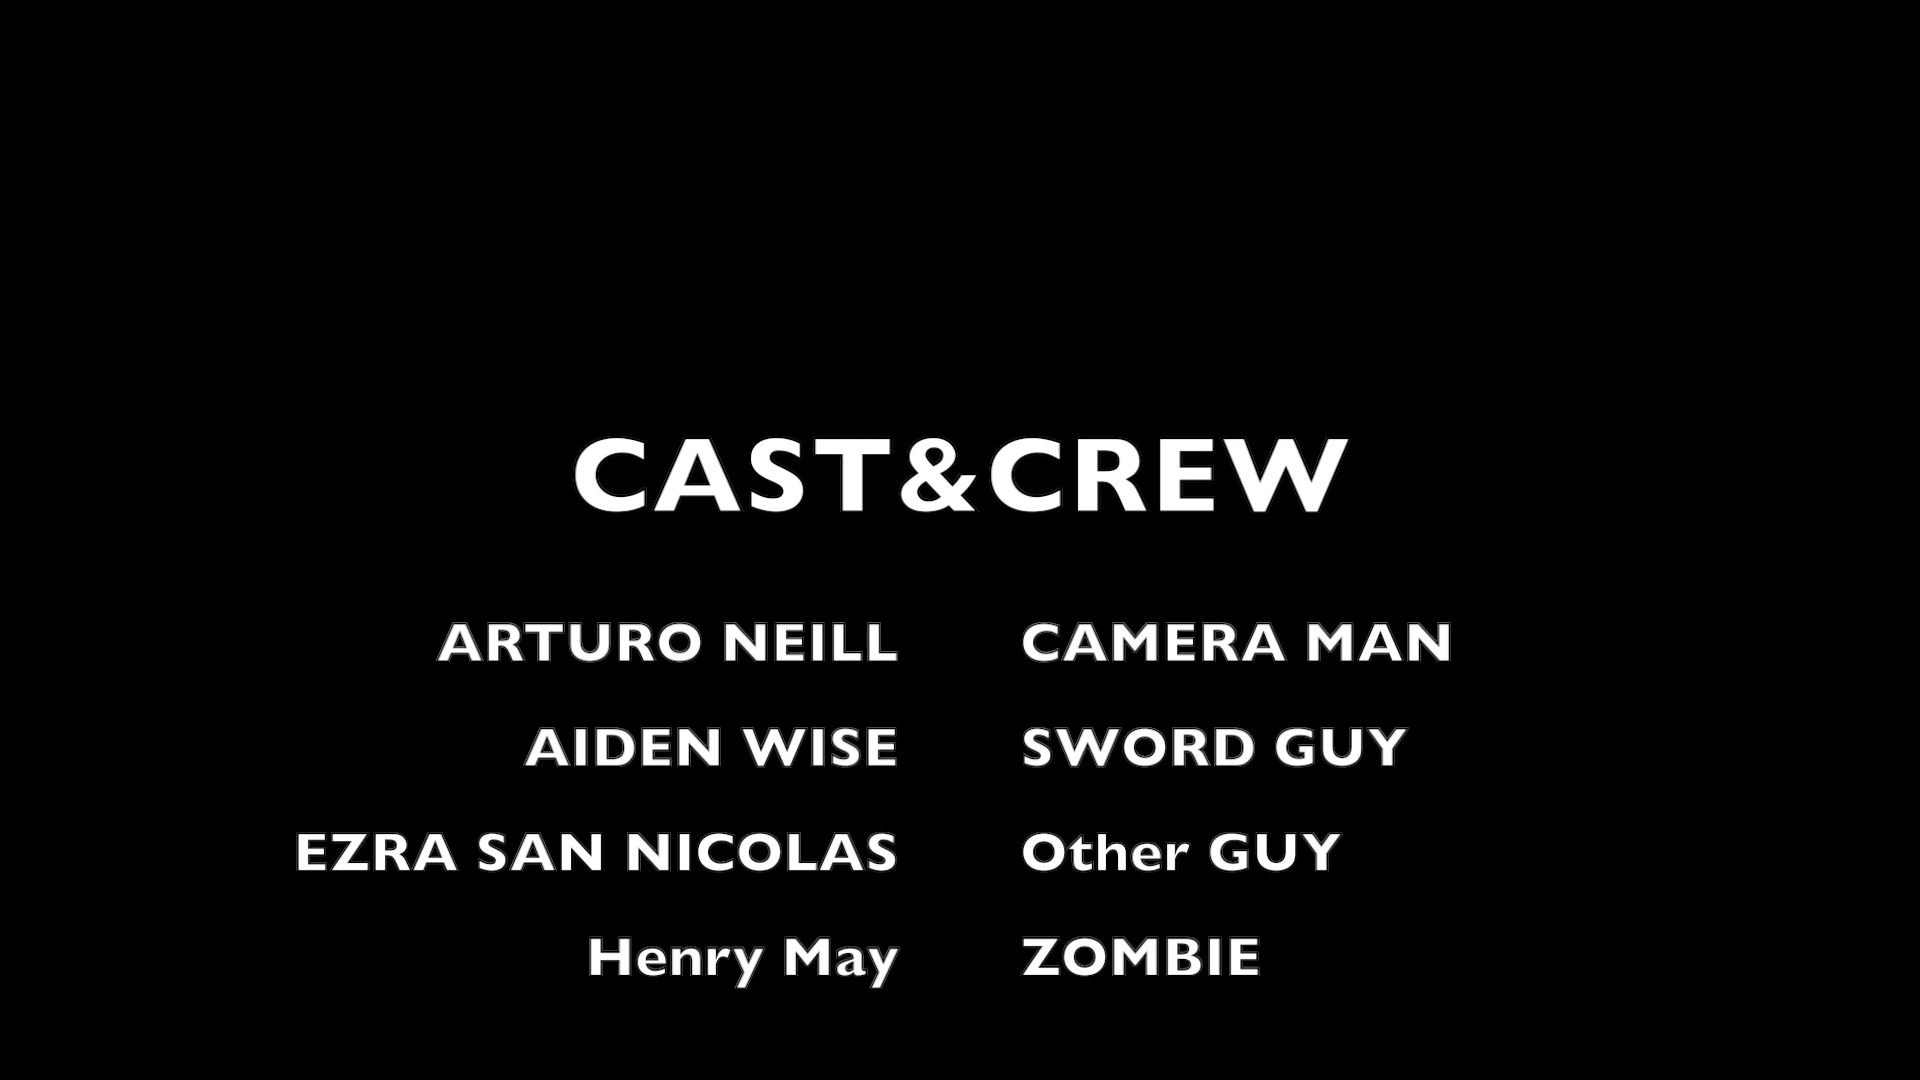 CAST&CREW
ARTURO NEILL CAMERA MAN
AIDEN WISE SWORD GUY
EZRA SAN NICOLAS Other GUY
Henry May ZOMBIE